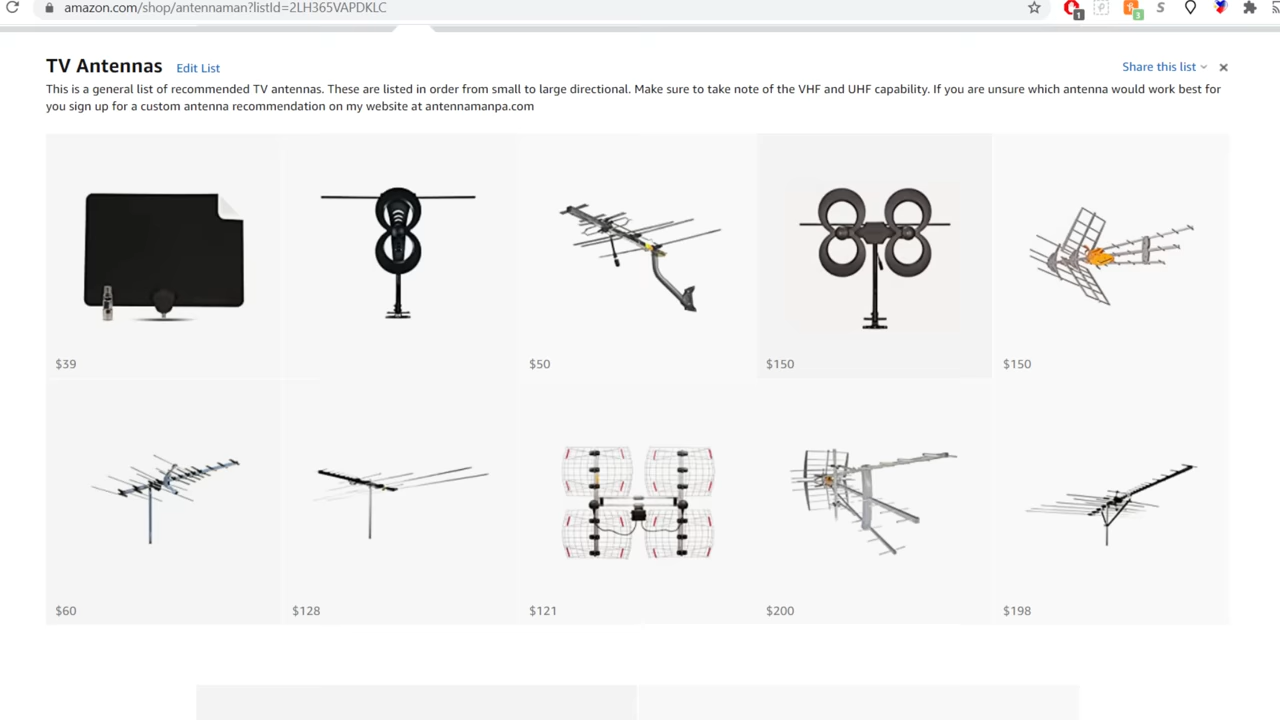 amazon.com/shop/antennaman?listId=2LH365VAPDKLC
1
3
TV Antennas Edit List
Share this list
This is a general list of recommended TV antennas. These are listed in order from small to large directional. Make sure to take note of the VHF and UHF capability. If you are unsure which antenna would work best for
you sign up for a custom antenna recommendation on my website at antennamanpa.com
$39
$50
$150
$150
$60
$128
$121
$200
$198